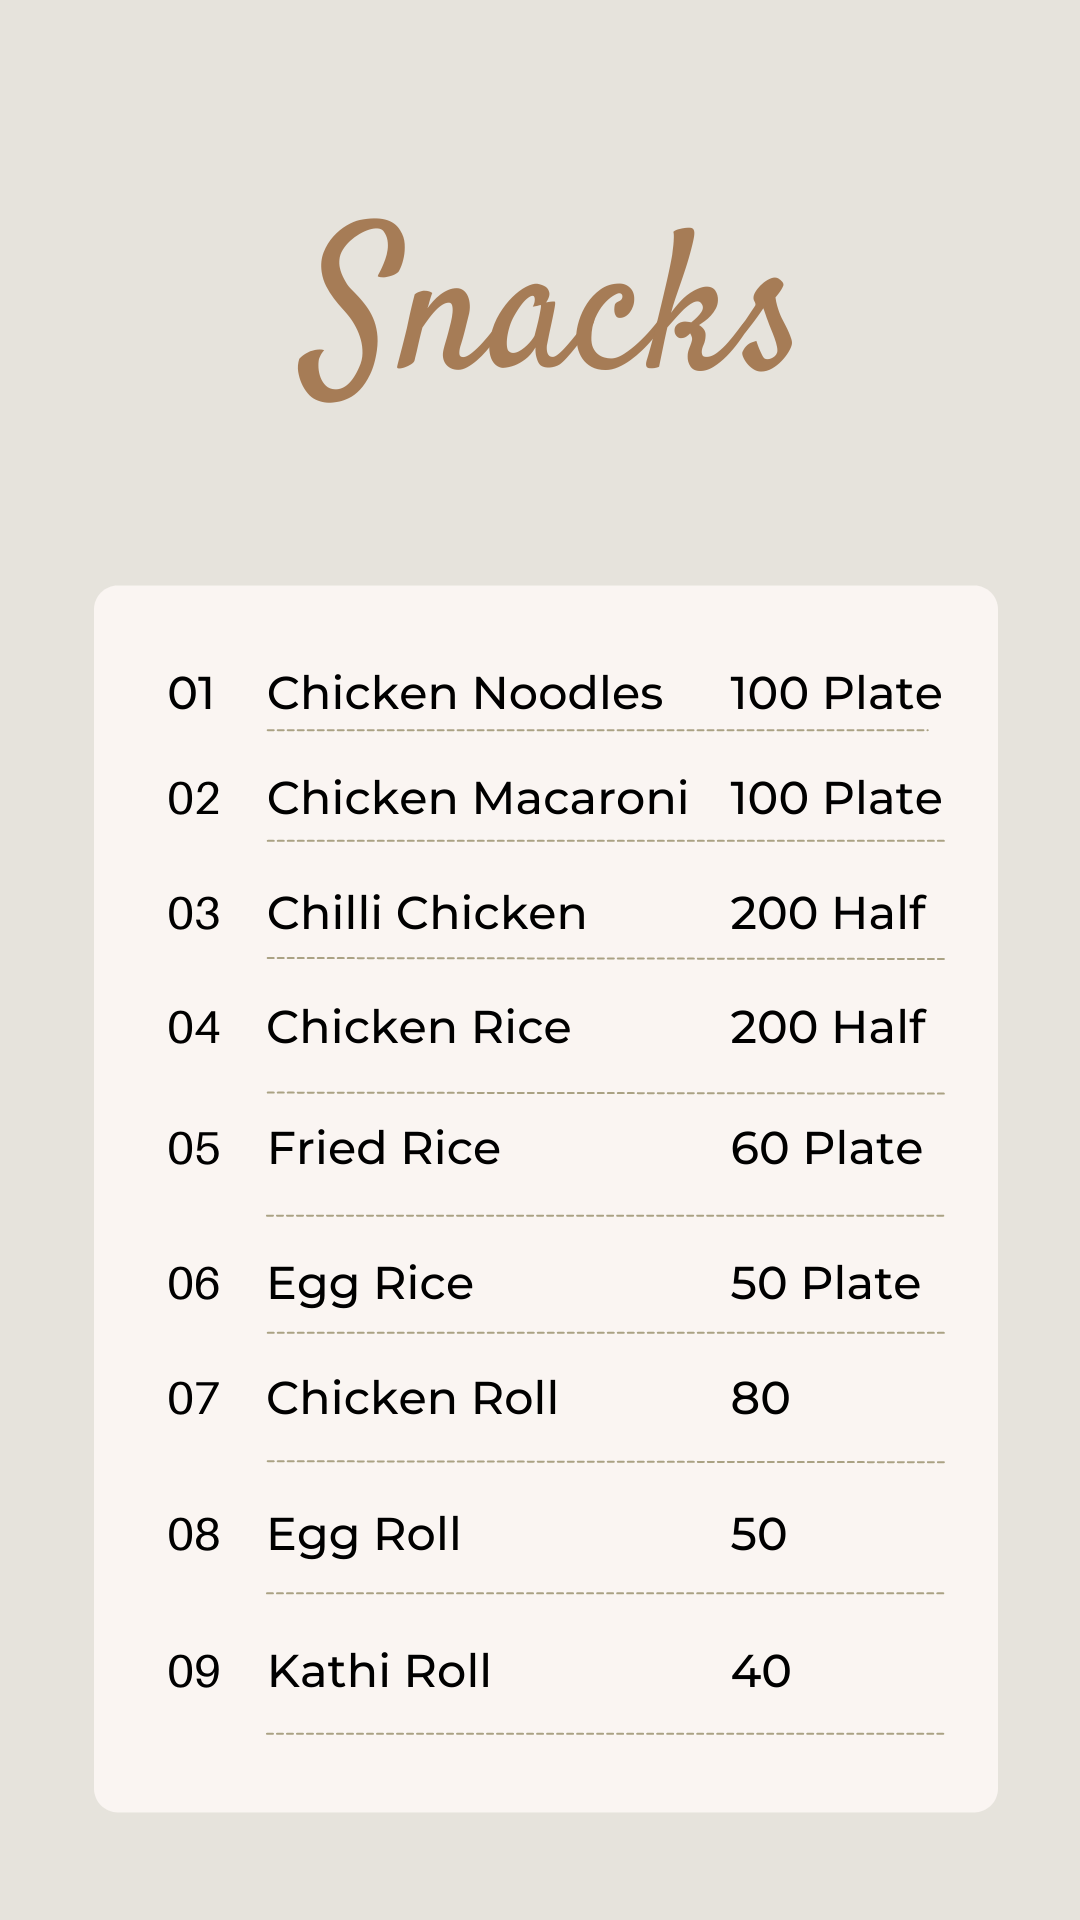 Snacks
01 Chicken Noodles 100 Plate
02 Chicken Macaroni 100 Plate
03 Chilli Chicken 200 Half
04 Chicken Rice 200 Half
05 Fried Rice 60 Plate
06 Egg Rice 50 Plate
07 Chicken Roll 80
08 Egg Roll 50
09 Kathi Roll 40